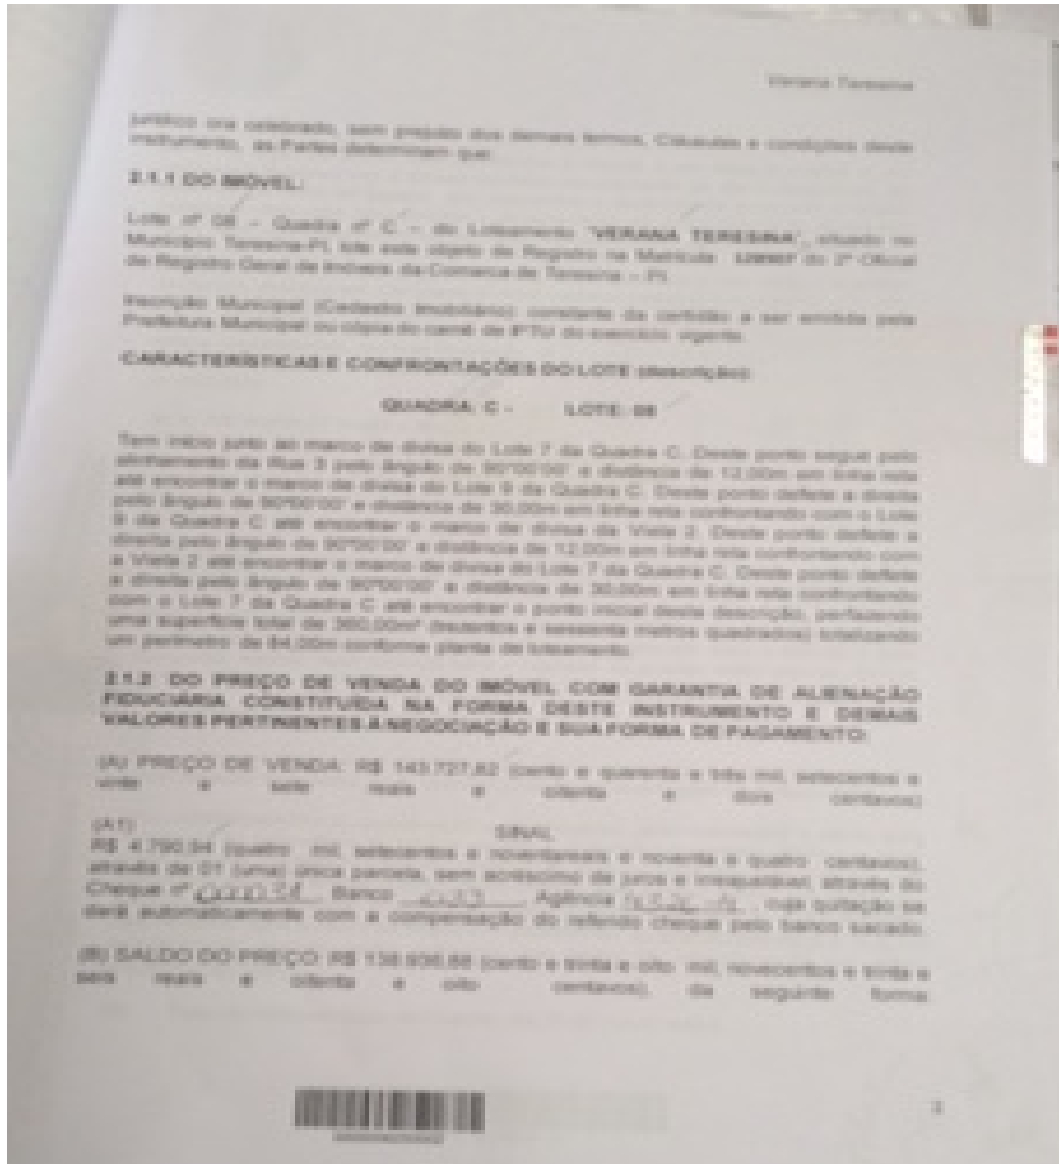 Verana Teresina
jurídico ora celebrado, sem prejuízo dos demais termos, Cláusulas e condições deste
instrumento, as Partes determinam que:
2.1.1 DO IMÓVEL:
Lote nº 08 – Quadra nº C – do Loteamento "VERANA TERESINA", situado no
Município Teresina-PI, lote este objeto de Registro na Matrícula do 2º Oficial
de Registro Geral de Imóveis da Comarca de Teresina – PI.
Inscrição Municipal (Cadastro Imobiliário) constante da certidão a ser emitida pela
Prefeitura Municipal ou cópia do carnê de IPTU do exercício vigente.
CARACTERÍSTICAS E CONFRONTAÇÕES DO LOTE (descrição):
QUADRA: C - LOTE: 08
Tem início junto ao marco de divisa do Lote 7 da Quadra C. Deste ponto segue pelo
alinhamento da Rua 3 pelo ângulo de 90º00'00" e distância de 12,00m em linha reta
até encontrar o marco de divisa do Lote 9 da Quadra C. Deste ponto deflete a direita
pelo ângulo de 90º00'00" e distância de 30,00m em linha reta confrontando com o Lote
9 da Quadra C até encontrar o marco de divisa da Viela 2. Deste ponto deflete a
direita pelo ângulo de 90º00'00" e distância de 12,00m em linha reta confrontando com
a Viela 2 até encontrar o marco de divisa do Lote 7 da Quadra C. Deste ponto deflete
a direita pelo ângulo de 90º00'00" e distância de 30,00m em linha reta confrontando
com o Lote 7 da Quadra C até encontrar o ponto inicial desta descrição, perfazendo
uma superfície total de 360,00m² (trezentos e sessenta metros quadrados) totalizando
um perímetro de 84,00m conforme planta de loteamento.
2.1.2 DO PREÇO DE VENDA DO IMÓVEL COM GARANTIA DE ALIENAÇÃO
FIDUCIÁRIA CONSTITUÍDA NA FORMA DESTE INSTRUMENTO E DEMAIS
VALORES PERTINENTES À NEGOCIAÇÃO E SUA FORMA DE PAGAMENTO:
(A) PREÇO DE VENDA: R$ 143.727,82 (cento e quarenta e três mil, setecentos e
vinte e sete reais e oitenta e dois centavos)
(A1) SINAL
R$ 4.790,94 (quatro mil, setecentos e noventareais e noventa e quatro centavos),
através de 01 (uma) única parcela, sem acréscimo de juros e irreajustável, através do
Cheque nº Banco Agência , cuja quitação se
dará automaticamente com a compensação do referido cheque pelo banco sacado.
(B) SALDO DO PREÇO: R$ 138.936,88 (cento e trinta e oito mil, novecentos e trinta e
seis reais e oitenta e oito centavos), da seguinte forma: